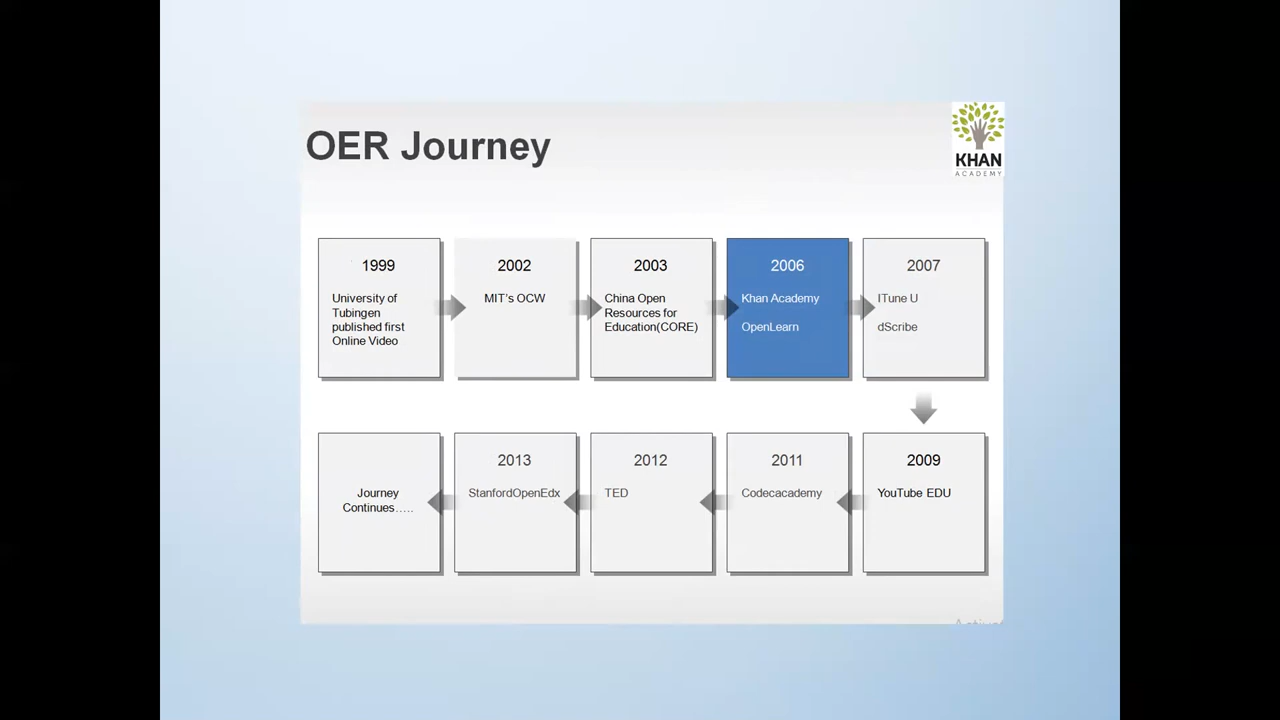 OER Journey
KHAN
ACADEMY
1999
University of
Tubingen
published first
Online Video
2002
MIT's OCW
2003
China Open
Resources for
Education(CORE)
2006
Khan Academy
OpenLearn
2007
ITune U
dScribe
2009
YouTube EDU
2011
Codecacademy
2012
TED
2013
StanfordOpenEdx
Journey
Continues.....